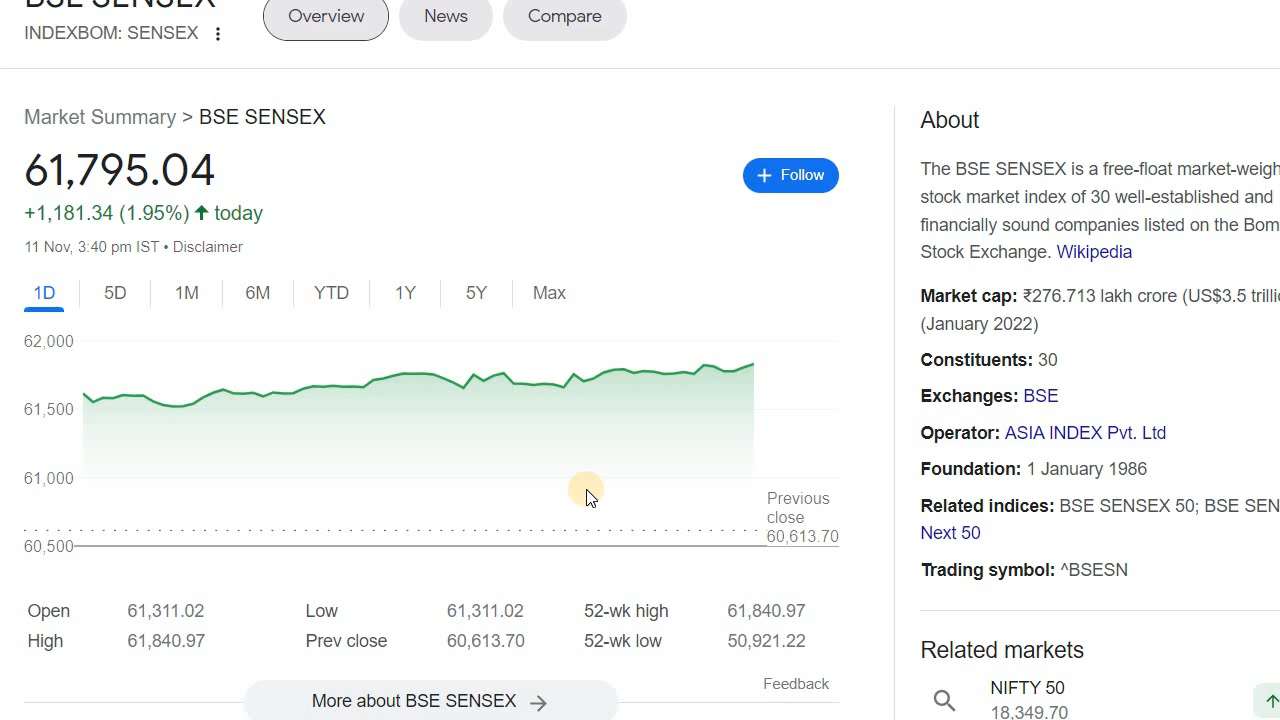 BSE SENSEX
INDEXBOM: SENSEX
Overview
News
Compare
Market Summary > BSE SENSEX
61,795.04
+1,181.34 (1.95%) ↑ today
11 Nov, 3:40 pm IST • Disclaimer
+ Follow
1D
5D
1M
6M
YTD
1Y
5Y
Max
62,000
61,500
61,000
60,500
Previous
close
60,613.70
Open 61,311.02 Low 61,311.02 52-wk high 61,840.97
High 61,840.97 Prev close 60,613.70 52-wk low 50,921.22
Feedback
More about BSE SENSEX →
About
The BSE SENSEX is a free-float market-weigh
stock market index of 30 well-established and
financially sound companies listed on the Bom
Stock Exchange. Wikipedia
Market cap: ₹276.713 lakh crore (US$3.5 trilli
(January 2022)
Constituents: 30
Exchanges: BSE
Operator: ASIA INDEX Pvt. Ltd
Foundation: 1 January 1986
Related indices: BSE SENSEX 50; BSE SEN
Next 50
Trading symbol: ^BSESN
Related markets
NIFTY 50
18,349.70